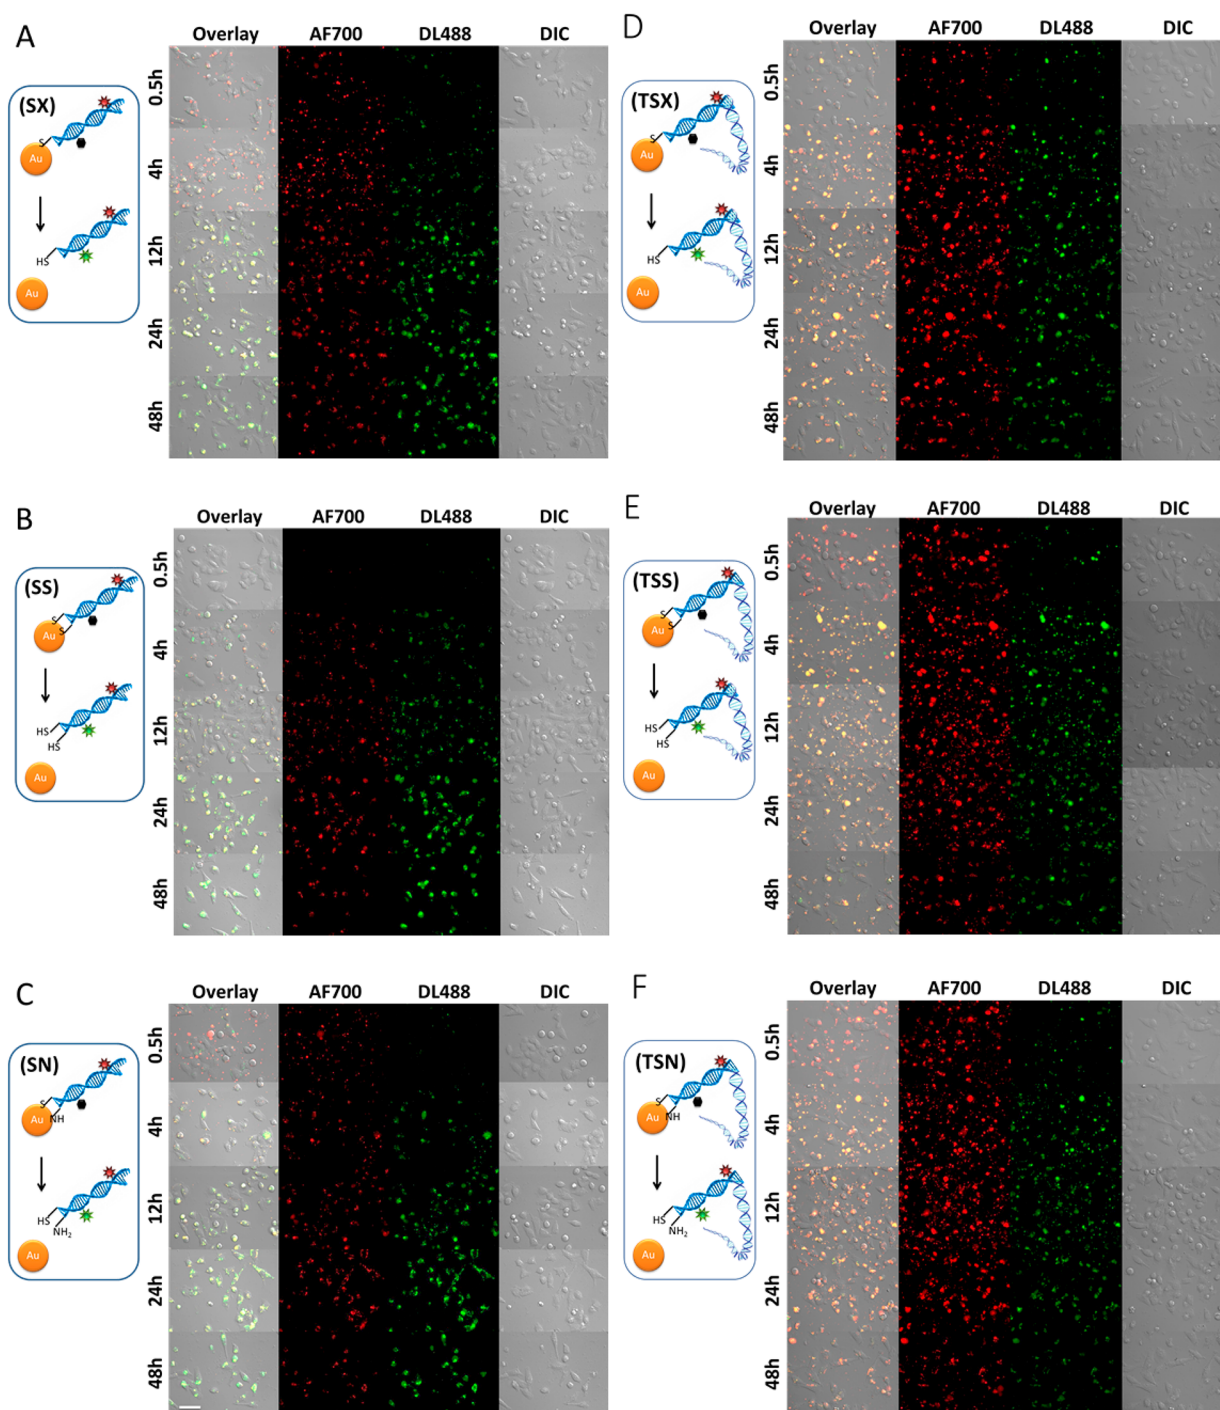 A
Overlay AF700 DL488 DIC
(SX)
S
Au
HS
Au
0.5h
4h
12h
24h
48h
B
Overlay AF700 DL488 DIC
(SS)
S
S
Au
HS
HS
Au
0.5h
4h
12h
24h
48h
C
Overlay AF700 DL488 DIC
(SN)
S
Au NH
HS
NH₂
Au
0.5h
4h
12h
24h
48h
D
Overlay AF700 DL488 DIC
(TSX)
S
Au
HS
Au
0.5h
4h
12h
24h
48h
E
Overlay AF700 DL488 DIC
(TSS)
S
S
Au
HS
HS
Au
0.5h
4h
12h
24h
48h
F
Overlay AF700 DL488 DIC
(TSN)
S
Au NH
HS
NH₂
Au
0.5h
4h
12h
24h
48h